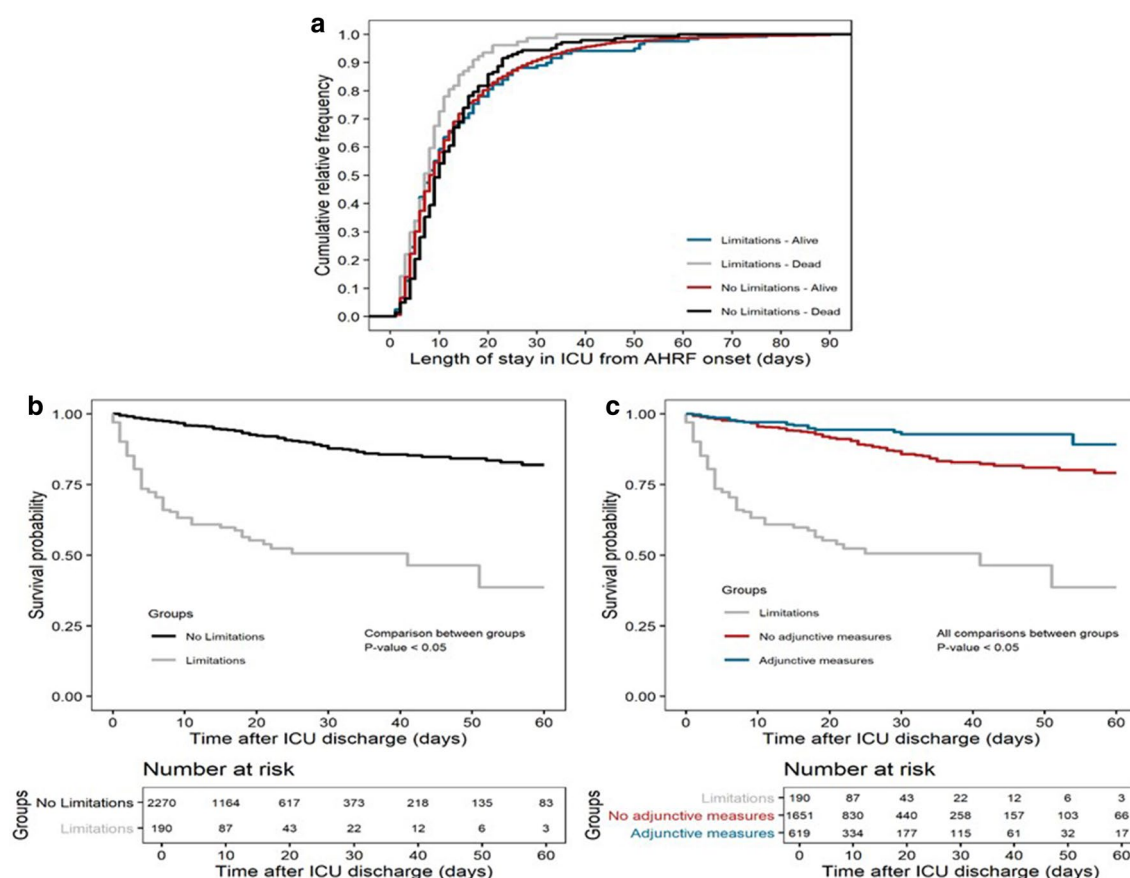 a
Cumulative relative frequency
1.0
0.9
0.8
0.7
0.6
0.5
0.4
0.3
0.2
0.1
0.0
Limitations - Alive
Limitations - Dead
No Limitations - Alive
No Limitations - Dead
0 10 20 30 40 50 60 70 80 90
Length of stay in ICU from AHRF onset (days)
b
Survival probability
1.00
0.75
0.50
0.25
0.00
Groups
No Limitations
Limitations
Comparison between groups
P-value < 0.05
0 10 20 30 40 50 60
Time after ICU discharge (days)
Number at risk
Groups
No Limitations 2270 1164 617 373 218 135 83
Limitations 190 87 43 22 12 6 3
0 10 20 30 40 50 60
Time after ICU discharge (days)
c
Survival probability
1.00
0.75
0.50
0.25
0.00
Groups
Limitations
No adjunctive measures
Adjunctive measures
All comparisons between groups
P-value < 0.05
0 10 20 30 40 50 60
Time after ICU discharge (days)
Number at risk
Groups
Limitations 190 87 43 22 12 6 3
No adjunctive measures 1651 830 440 258 157 103 66
Adjunctive measures 619 334 177 115 61 32 17
0 10 20 30 40 50 60
Time after ICU discharge (days)